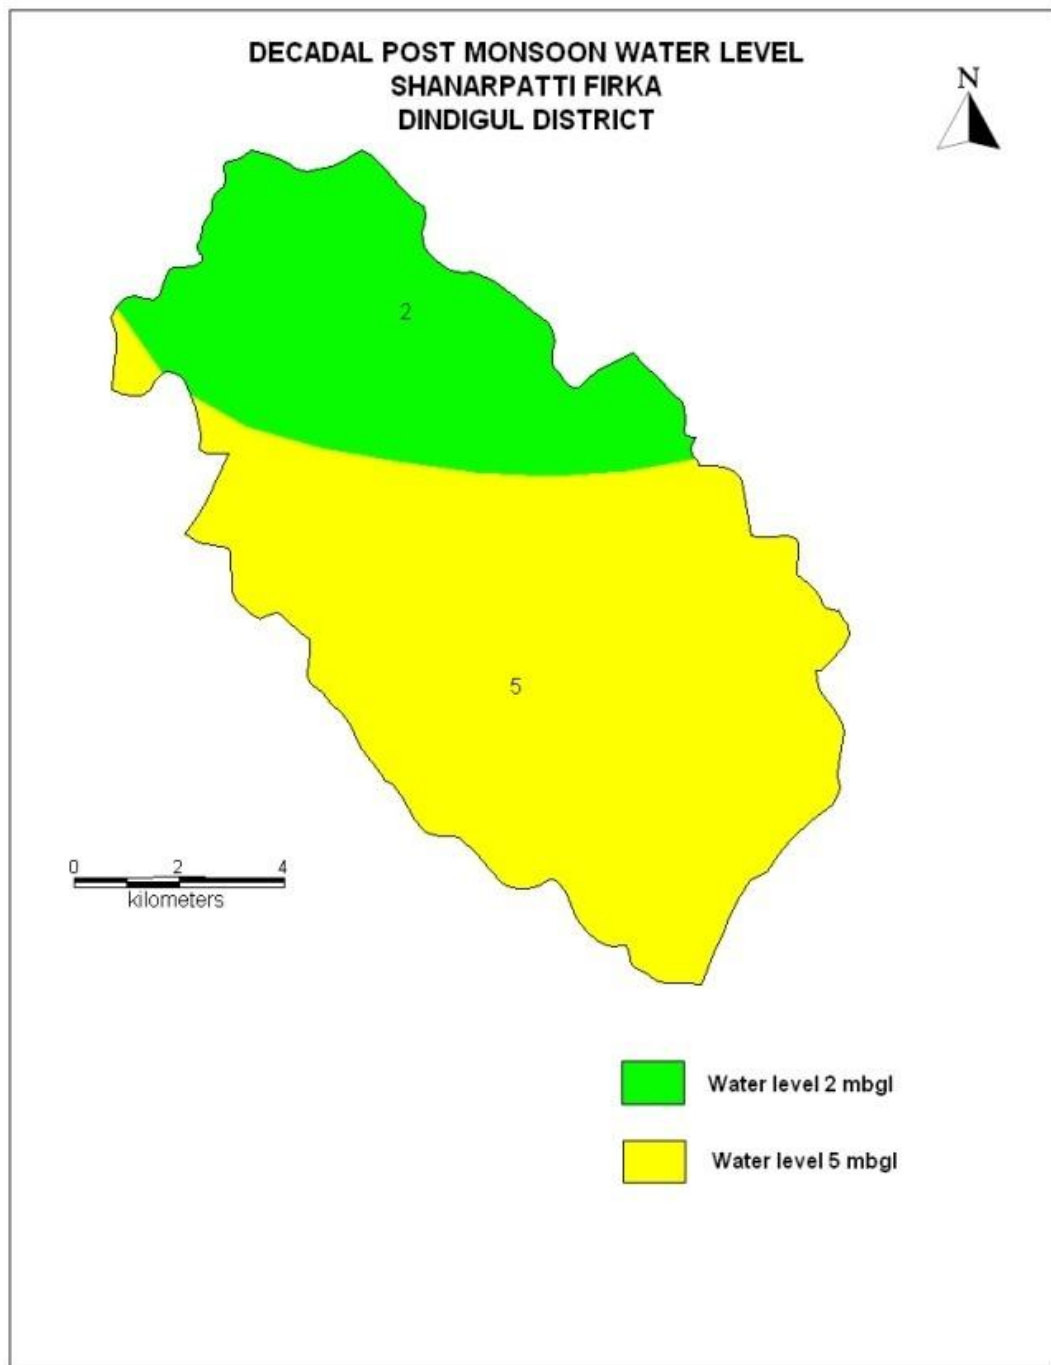 DECADAL POST MONSOON WATER LEVEL
SHANARPATTI FIRKA
DINDIGUL DISTRICT
N
2
5
0 2 4
kilometers
Water level 2 mbgl
Water level 5 mbgl